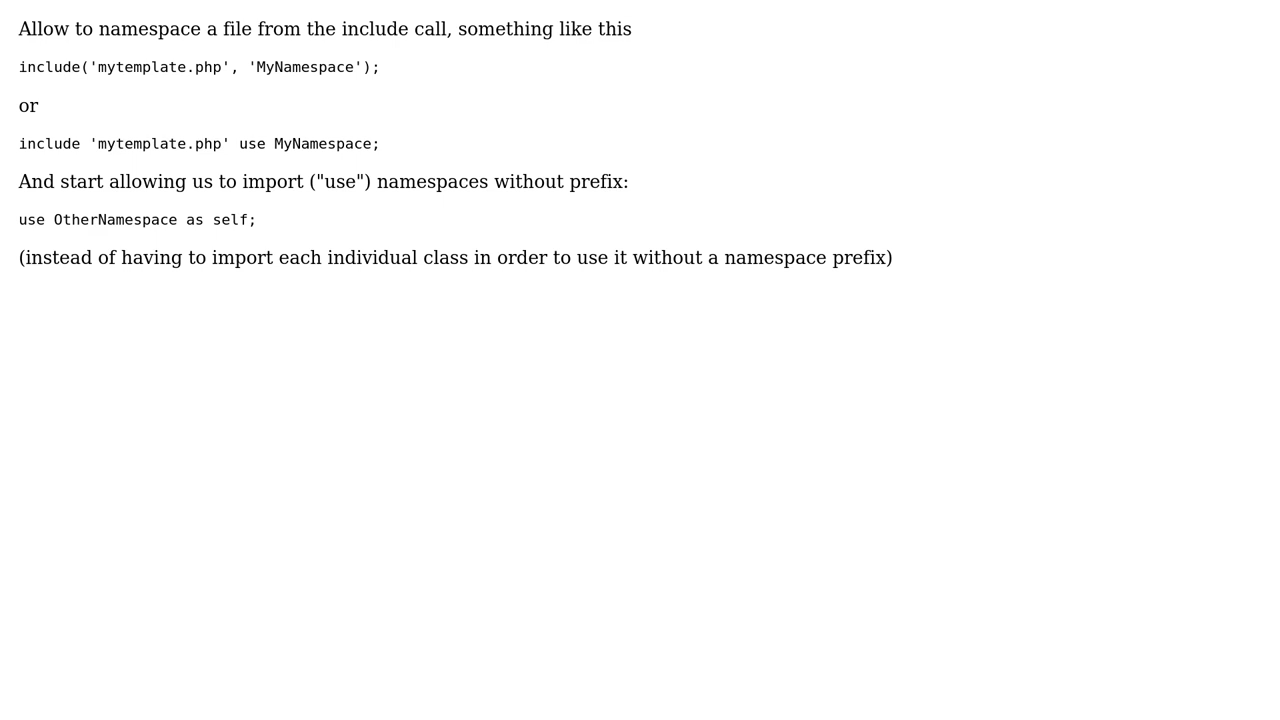 Allow to namespace a file from the include call, something like this
include('mytemplate.php', 'MyNamespace');
or
include 'mytemplate.php' use MyNamespace;
And start allowing us to import ("use") namespaces without prefix:
use OtherNamespace as self;
(instead of having to import each individual class in order to use it without a namespace prefix)